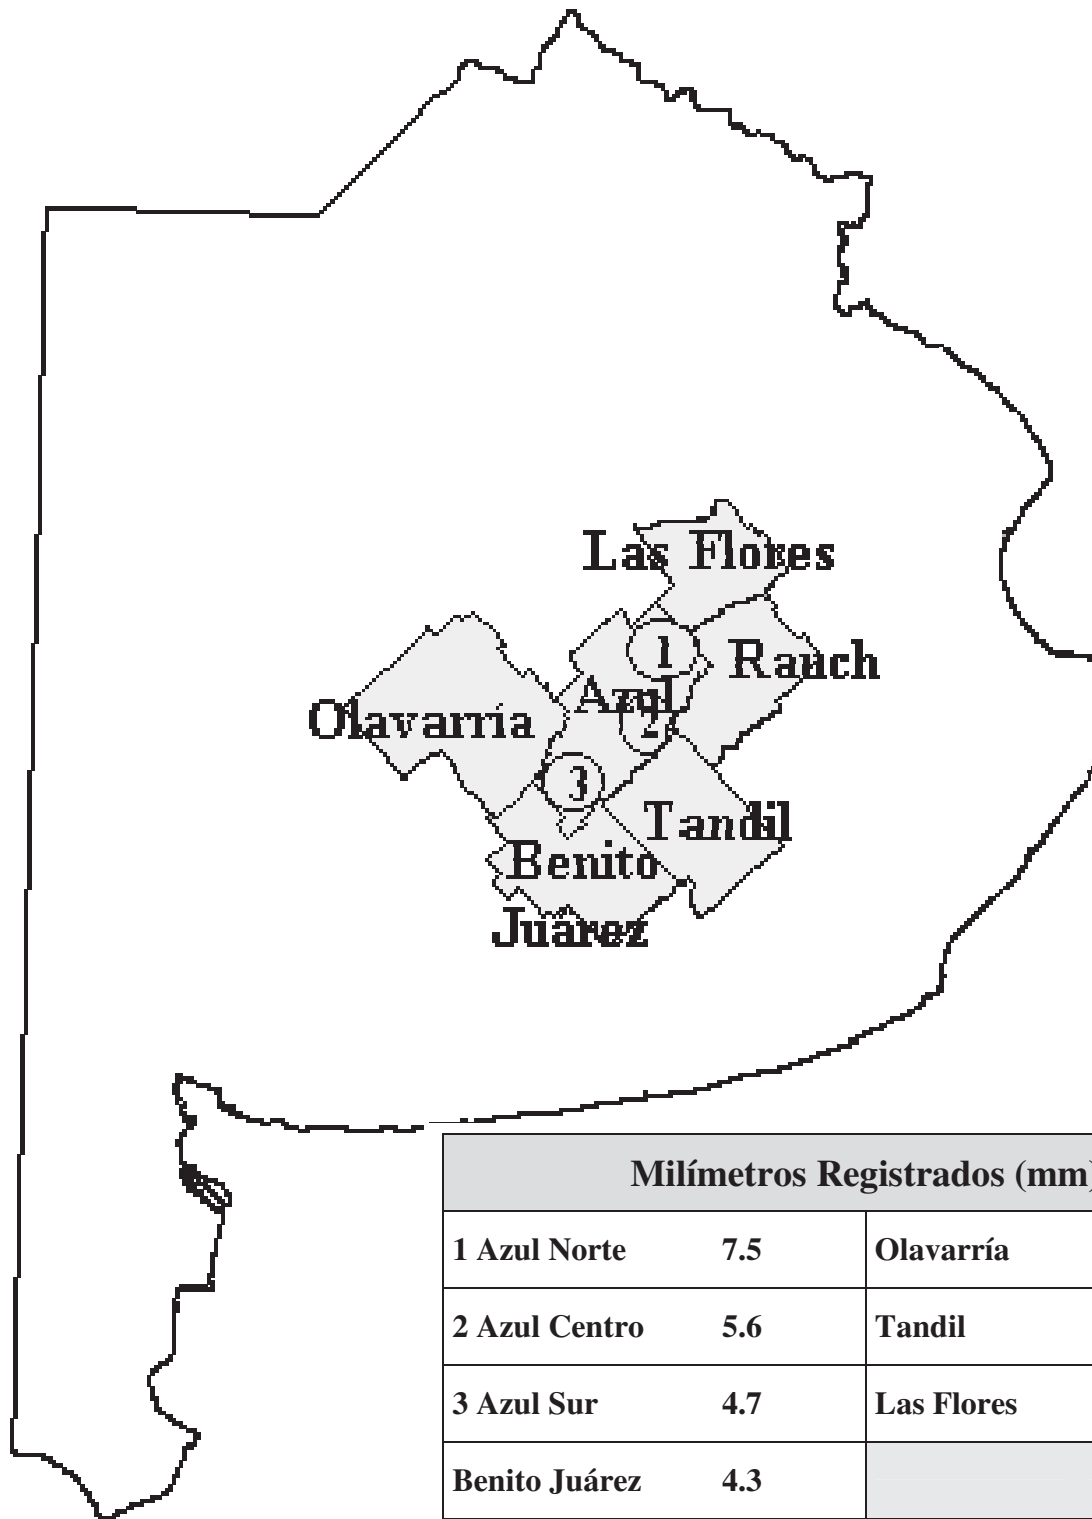 Las Flores
1
Rauch
Azul
Olavarría
2
3
Tandil
Benito
Juárez
Milímetros Registrados (mm)
1 Azul Norte 7.5 Olavarría
2 Azul Centro 5.6 Tandil
3 Azul Sur 4.7 Las Flores
Benito Juárez 4.3